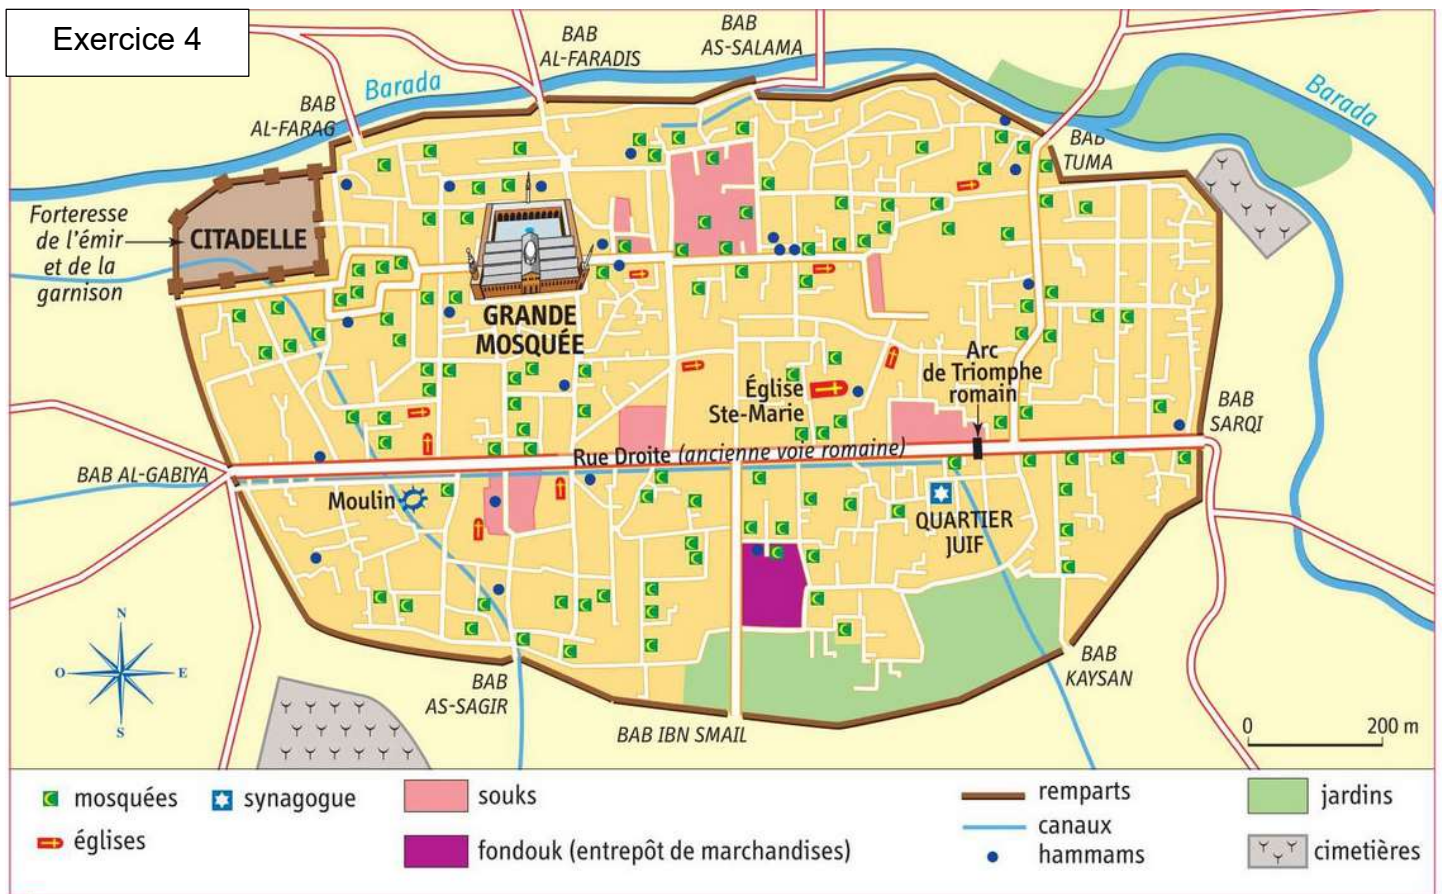 Exercice 4
BAB
AL-FARADIS
BAB
AS-SALAMA
Barada
Barada
BAB
AL-FARAG
BAB
TUMA
Forteresse
de l'émir
et de la
garnison
CITADELLE
GRANDE
MOSQUÉE
Arc
de Triomphe
romain
Église
Ste-Marie
BAB
SARQI
Rue Droite (ancienne voie romaine)
BAB AL-GABIYA
Moulin
QUARTIER
JUIF
N
O
E
S
BAB
AS-SAGIR
BAB IBN SMAIL
BAB
KAYSAN
0
200 m
mosquées
synagogue
souks
remparts
jardins
églises
fondouk (entrepôt de marchandises)
canaux
hammams
cimetières